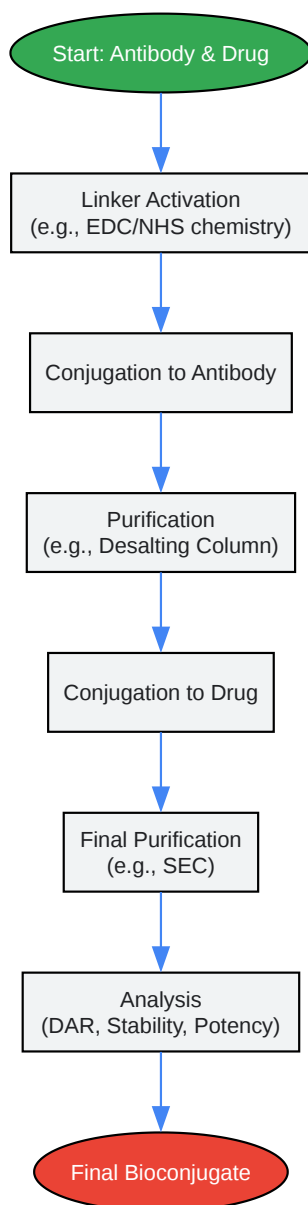 Start: Antibody & Drug
Linker Activation
(e.g., EDC/NHS chemistry)
Conjugation to Antibody
Purification
(e.g., Desalting Column)
Conjugation to Drug
Final Purification
(e.g., SEC)
Analysis
(DAR, Stability, Potency)
Final Bioconjugate